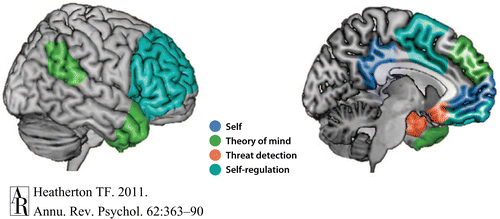 Self
Theory of mind
Threat detection
Self-regulation
AR Heatherton TF. 2011.
Annu. Rev. Psychol. 62:363–90